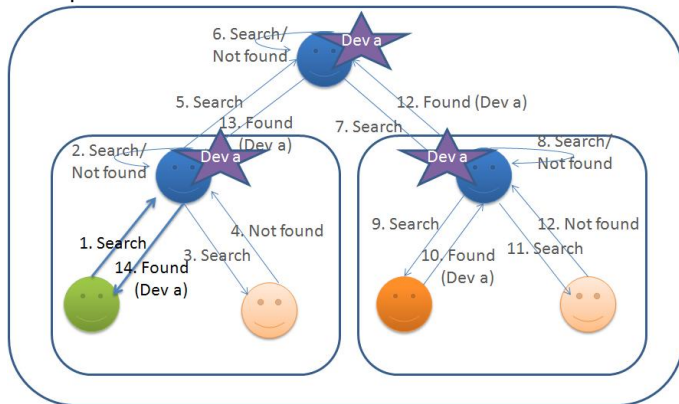 6. Search/
Not found
Dev a
5. Search
12. Found (Dev a)
13. Found
(Dev a)
7. Search
2. Search/
Not found
Dev a
Dev a
8. Search/
Not found
1. Search
14. Found
(Dev a)
3. Search
4. Not found
9. Search
10. Found
(Dev a)
12. Not found
11. Search